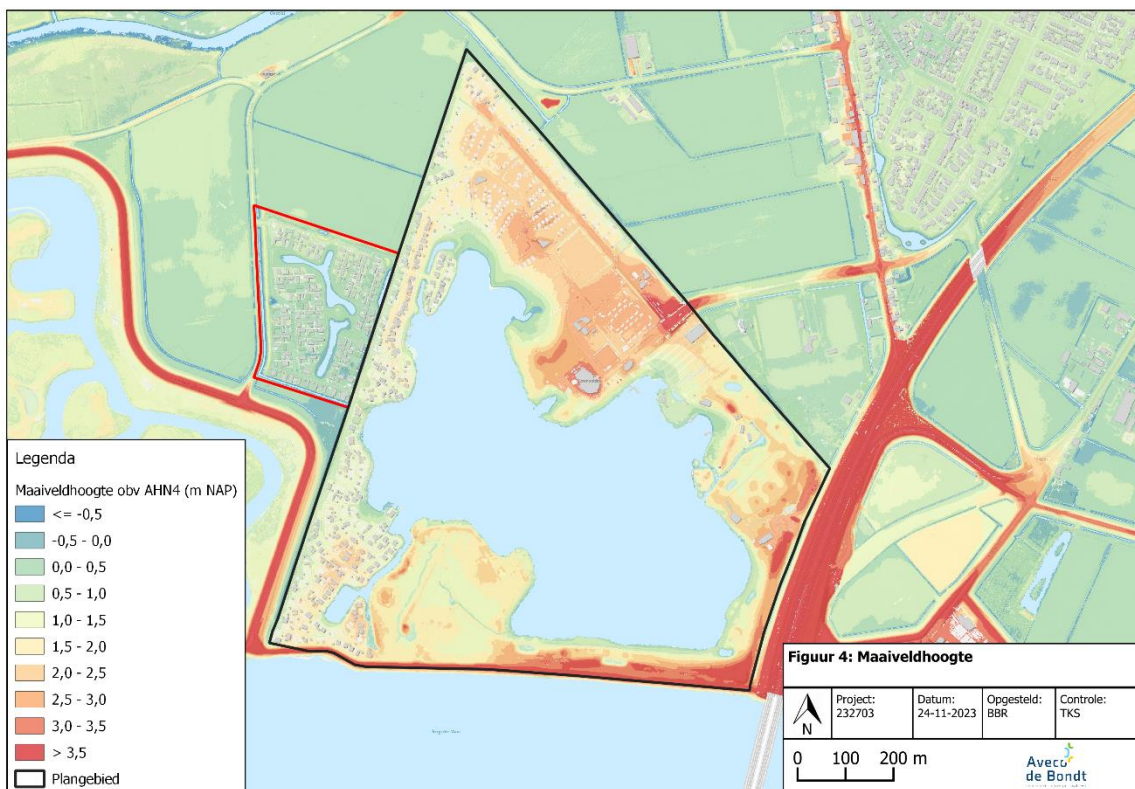 Legenda
Maaiveldhoogte obv AHN4 (m NAP)
<= -0,5
-0,5 - 0,0
0,0 - 0,5
0,5 - 1,0
1,0 - 1,5
1,5 - 2,0
2,0 - 2,5
2,5 - 3,0
3,0 - 3,5
> 3,5
Plangebied
Figuur 4: Maaiveldhoogte
N
Project:
232703
Datum:
24-11-2023
Opgesteld:
BBR
Controle:
TKS
0 100 200 m
Aveco
de Bondt